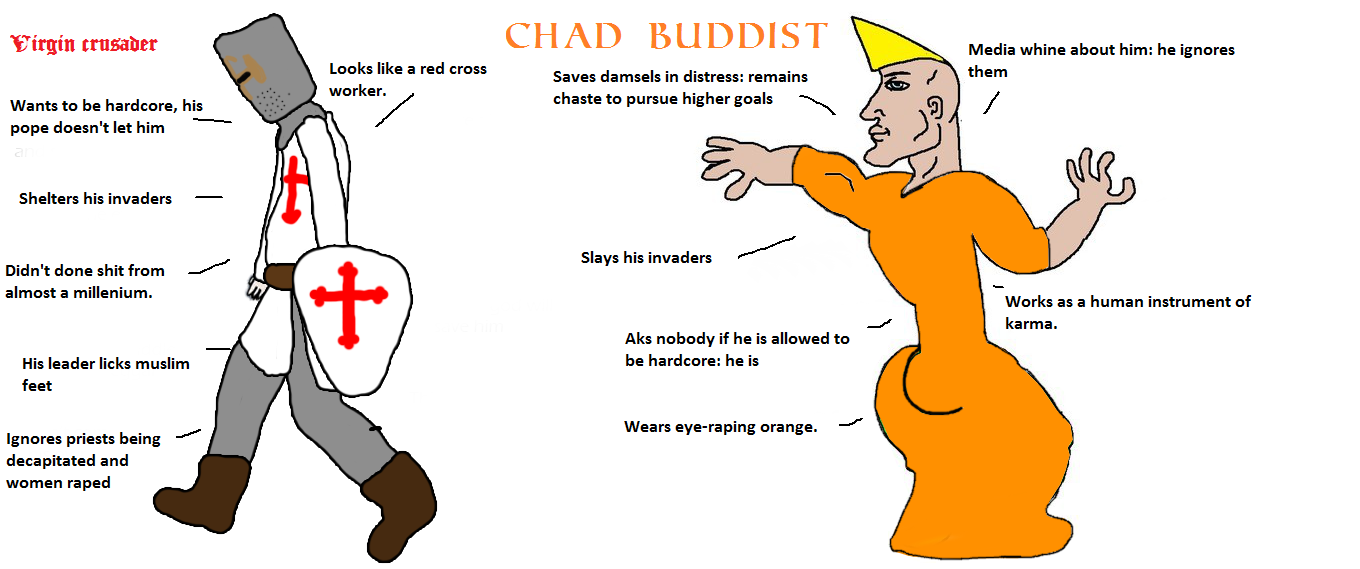 Virgin crusader
Looks like a red cross
worker.
Wants to be hardcore, his
pope doesn't let him
Shelters his invaders
Didn't done shit from
almost a millenium.
His leader licks muslim
feet
Ignores priests being
decapitated and
women raped
CHAD BUDDIST
Saves damsels in distress: remains
chaste to pursue higher goals
Media whine about him: he ignores
them
Slays his invaders
Works as a human instrument of
karma.
Aks nobody if he is allowed to
be hardcore: he is
Wears eye-raping orange.